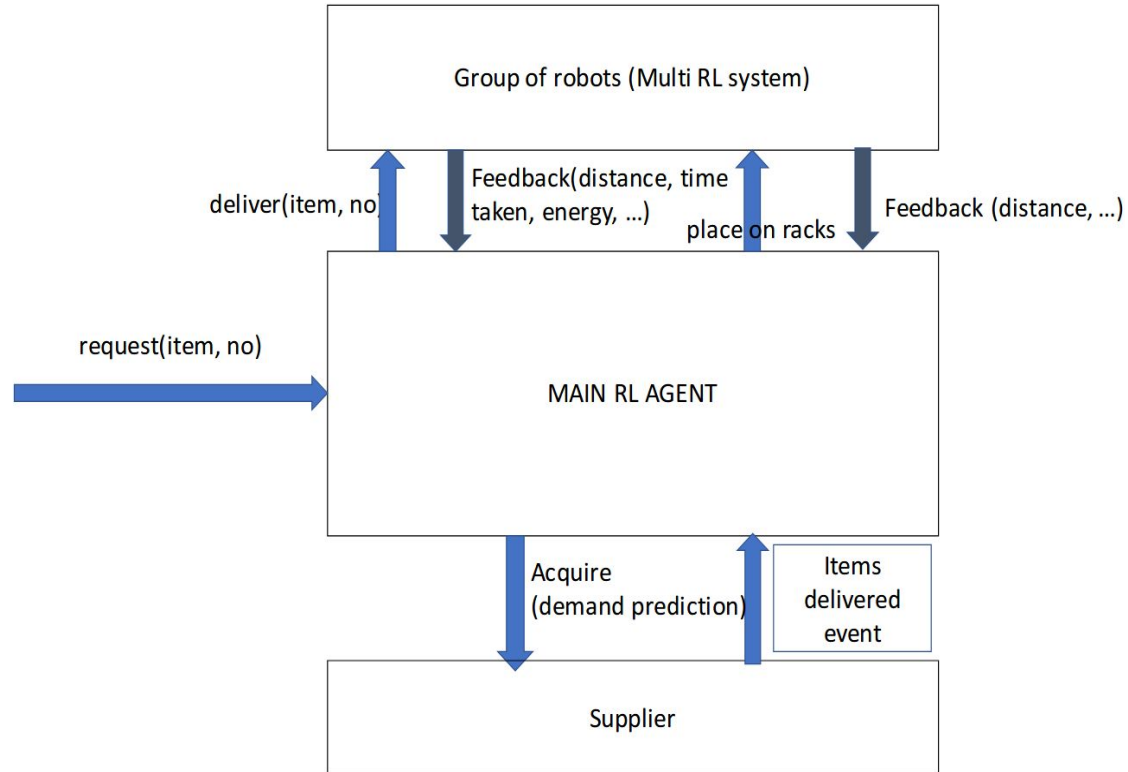 Group of robots (Multi RL system)
deliver(item, no)
Feedback(distance, time
taken, energy, ...)
place on racks
Feedback (distance, ...)
request(item, no)
MAIN RL AGENT
Acquire
(demand prediction)
Items
delivered
event
Supplier